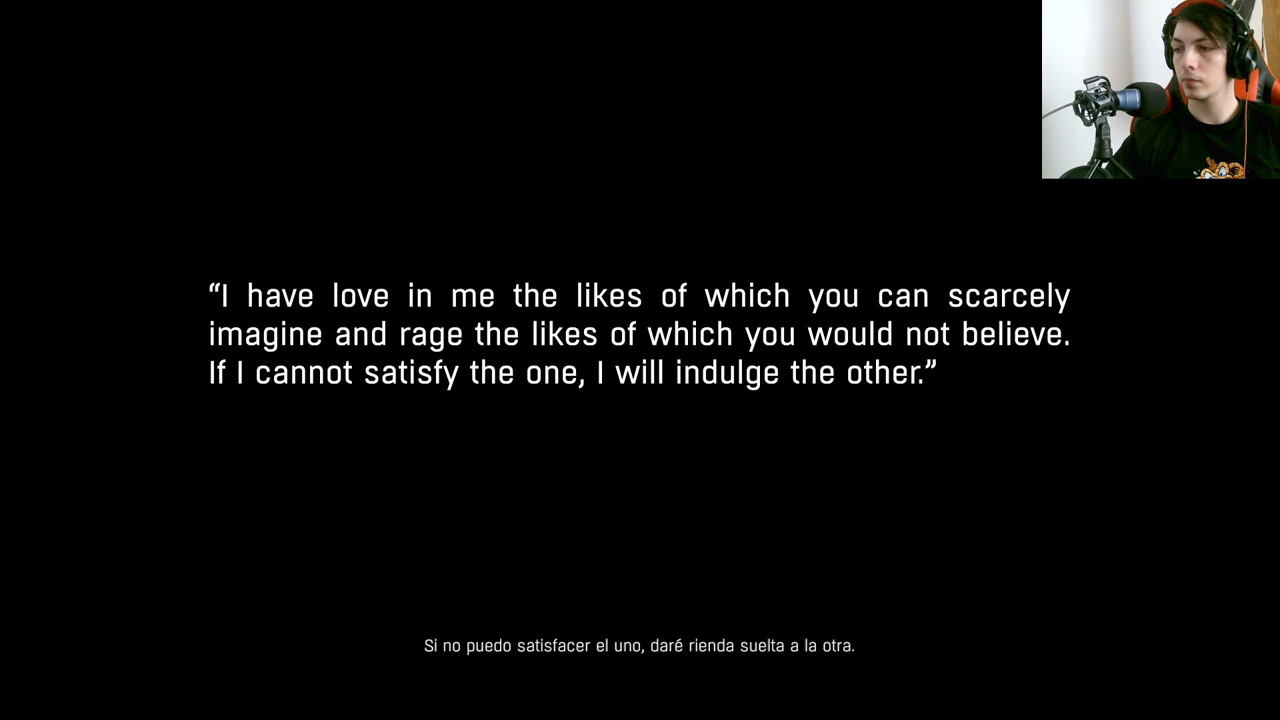 “I have love in me the likes of which you can scarcely
imagine and rage the likes of which you would not believe.
If I cannot satisfy the one, I will indulge the other.”
Si no puedo satisfacer el uno, daré rienda suelta a la otra.